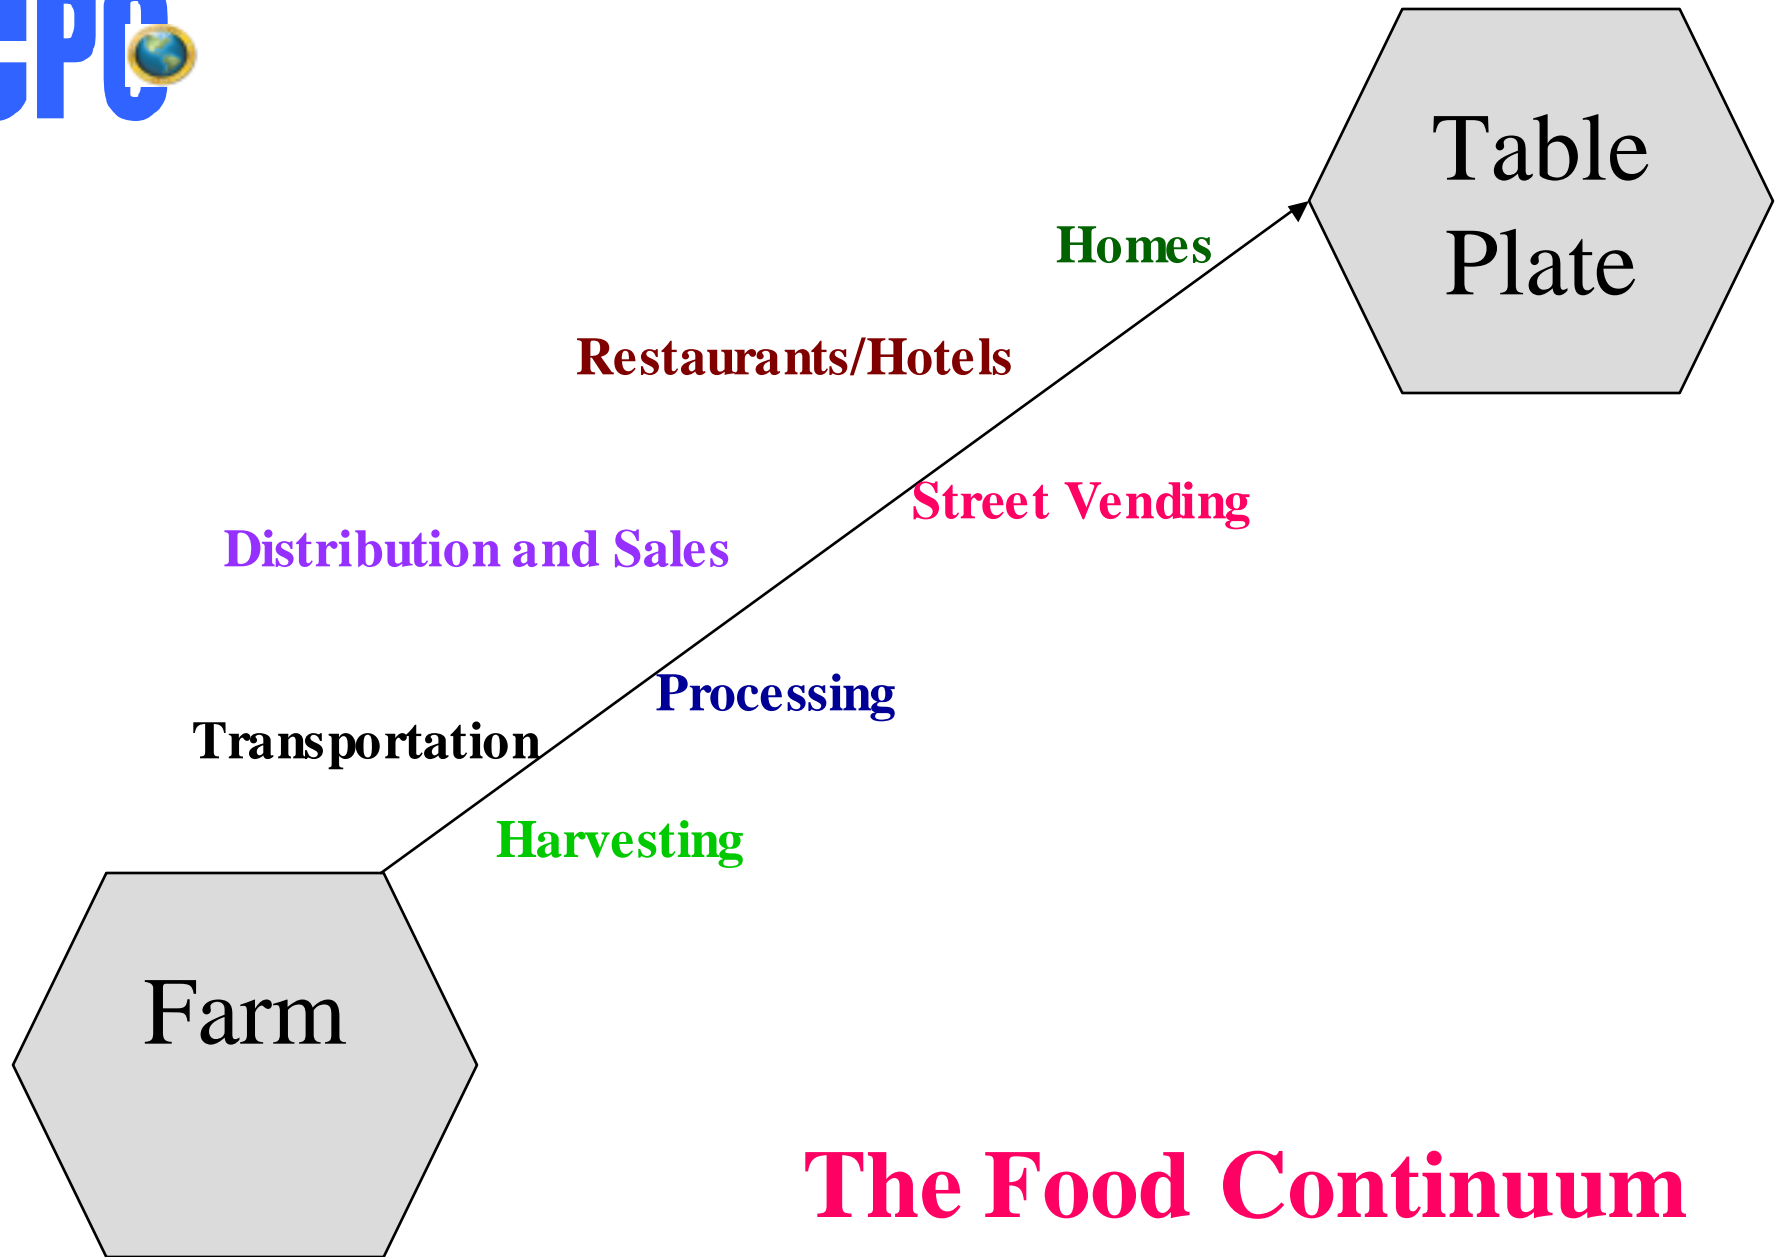 CPC
Table
Plate
Homes
Restaurants/Hotels
Street Vending
Distribution and Sales
Processing
Transportation
Harvesting
Farm
The Food Continuum